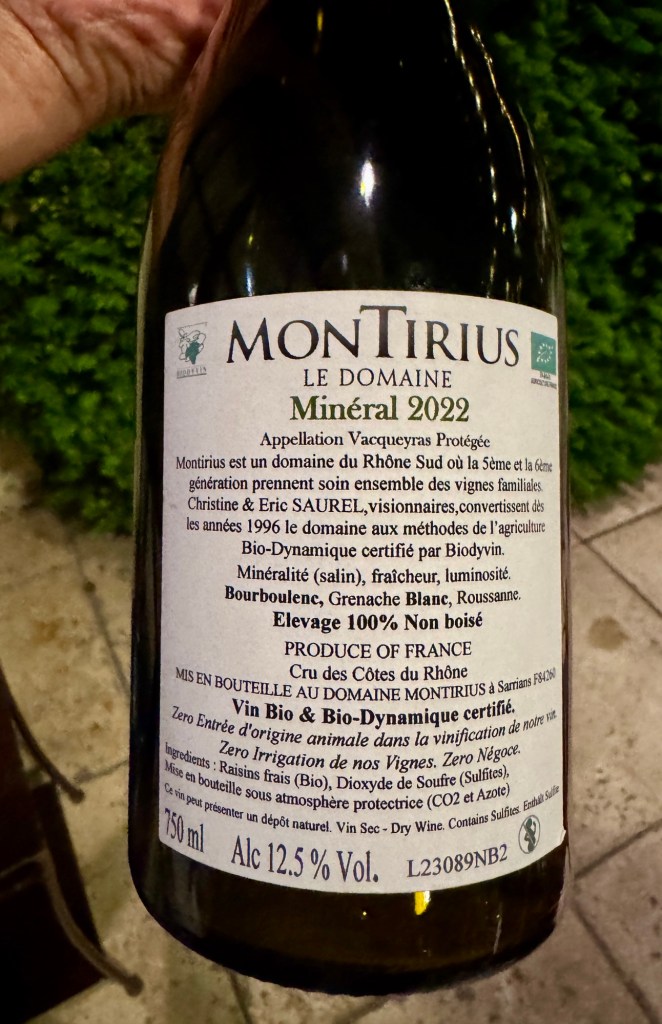 BIODYVIN
MONTIRIUS
LE DOMAINE
Minéral 2022
Appellation Vacqueyras Protégée
Montirius est un domaine du Rhône Sud où la 5ème et la 6ème
génération prennent soin ensemble des vignes familiales.
Christine & Eric SAUREL,visionnaires,convertissent dès
les années 1996 le domaine aux méthodes de l'agriculture
Bio-Dynamique certifié par Biodyvin.
Minéralité (salin), fraîcheur, luminosité.
Bourboulenc, Grenache Blanc, Roussanne.
Elevage 100% Non boisé
PRODUCE OF FRANCE
Cru des Côtes du Rhône
MIS EN BOUTEILLE AU DOMAINE MONTIRIUS à Sarrians F84260
Vin Bio & Bio-Dynamique certifié.
Zero Entrée d'origine animale dans la vinification de notre vin.
Zero Irrigation de nos Vignes. Zero Négoce.
Ingredients : Raisins frais (Bio), Dioxyde de Soufre (Sulfites),
Mise en bouteille sous atmosphère protectrice (CO2 et Azote)
Ce vin peut présenter un dépôt naturel. Vin Sec - Dry Wine. Contains Sulfites. Enthält Sulfite
750 ml
Alc 12.5 % Vol.
L23089NB2